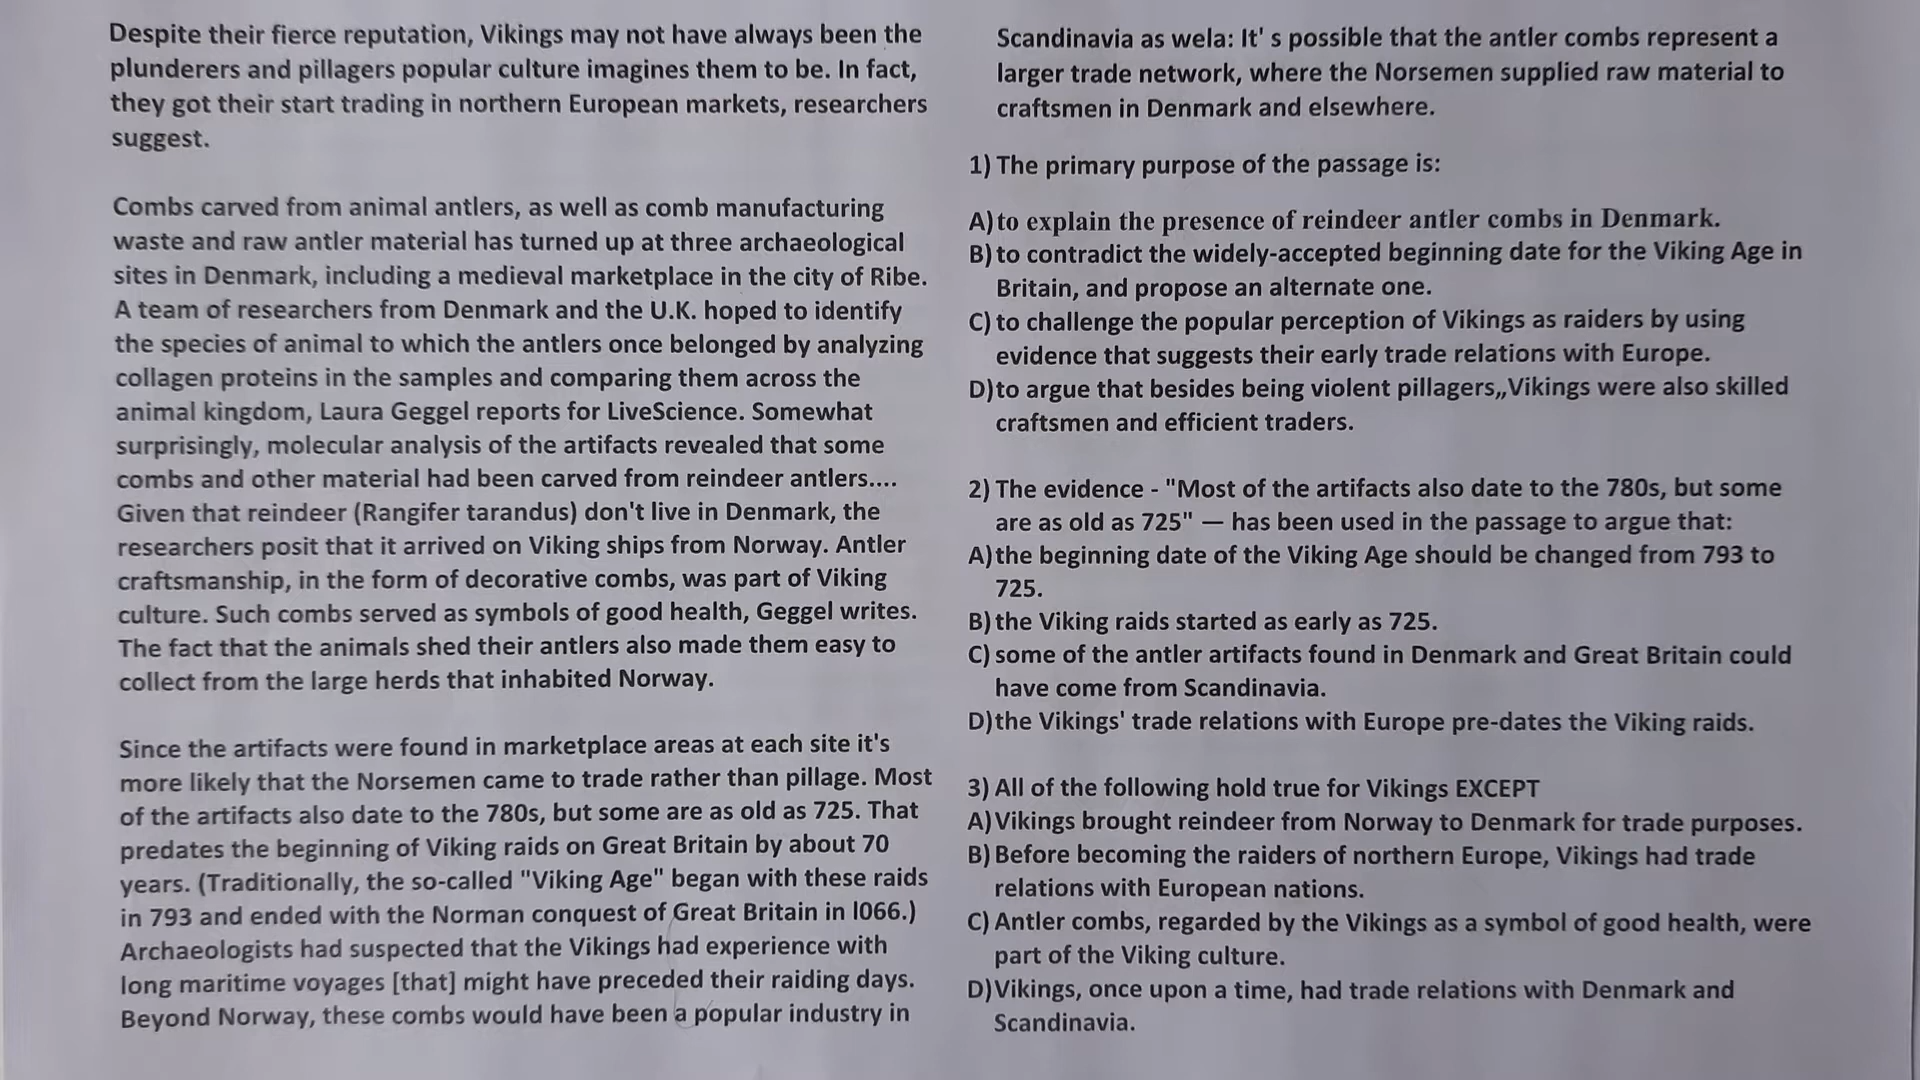 Despite their fierce reputation, Vikings may not have always been the
plunderers and pillagers popular culture imagines them to be. In fact,
they got their start trading in northern European markets, researchers
suggest.
Combs carved from animal antlers, as well as comb manufacturing
waste and raw antler material has turned up at three archaeological
sites in Denmark, including a medieval marketplace in the city of Ribe.
A team of researchers from Denmark and the U.K. hoped to identify
the species of animal to which the antlers once belonged by analyzing
collagen proteins in the samples and comparing them across the
animal kingdom, Laura Geggel reports for LiveScience. Somewhat
surprisingly, molecular analysis of the artifacts revealed that some
combs and other material had been carved from reindeer antlers....
Given that reindeer (Rangifer tarandus) don't live in Denmark, the
researchers posit that it arrived on Viking ships from Norway. Antler
craftsmanship, in the form of decorative combs, was part of Viking
culture. Such combs served as symbols of good health, Geggel writes.
The fact that the animals shed their antlers also made them easy to
collect from the large herds that inhabited Norway.
Since the artifacts were found in marketplace areas at each site it's
more likely that the Norsemen came to trade rather than pillage. Most
of the artifacts also date to the 780s, but some are as old as 725. That
predates the beginning of Viking raids on Great Britain by about 70
years. (Traditionally, the so-called "Viking Age" began with these raids
in 793 and ended with the Norman conquest of Great Britain in l066.)
Archaeologists had suspected that the Vikings had experience with
long maritime voyages [that] might have preceded their raiding days.
Beyond Norway, these combs would have been a popular industry in
Scandinavia as wela: It' s possible that the antler combs represent a
larger trade network, where the Norsemen supplied raw material to
craftsmen in Denmark and elsewhere.
1) The primary purpose of the passage is:
A) to explain the presence of reindeer antler combs in Denmark.
B) to contradict the widely-accepted beginning date for the Viking Age in
Britain, and propose an alternate one.
C) to challenge the popular perception of Vikings as raiders by using
evidence that suggests their early trade relations with Europe.
D) to argue that besides being violent pillagers,,Vikings were also skilled
craftsmen and efficient traders.
2) The evidence - "Most of the artifacts also date to the 780s, but some
are as old as 725" — has been used in the passage to argue that:
A) the beginning date of the Viking Age should be changed from 793 to
725.
B) the Viking raids started as early as 725.
C) some of the antler artifacts found in Denmark and Great Britain could
have come from Scandinavia.
D) the Vikings' trade relations with Europe pre-dates the Viking raids.
3) All of the following hold true for Vikings EXCEPT
A) Vikings brought reindeer from Norway to Denmark for trade purposes.
B) Before becoming the raiders of northern Europe, Vikings had trade
relations with European nations.
C) Antler combs, regarded by the Vikings as a symbol of good health, were
part of the Viking culture.
D) Vikings, once upon a time, had trade relations with Denmark and
Scandinavia.